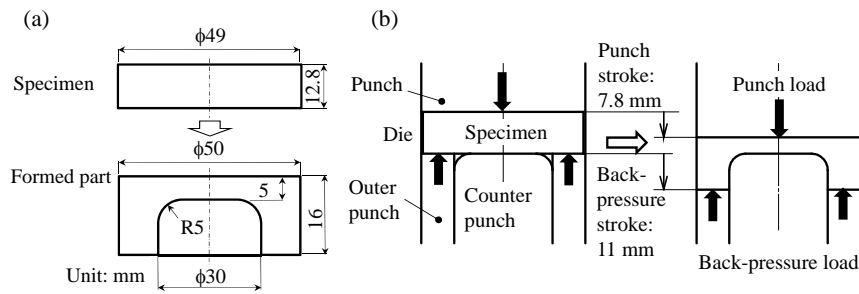 (a)
ϕ49
Specimen
12.8
ϕ50
Formed part
5
R5
16
Unit: mm
ϕ30
(b)
Punch
stroke:
7.8 mm
Punch
Punch load
Die
Specimen
Outer
punch
Counter
punch
Back-
pressure
stroke:
11 mm
Back-pressure load